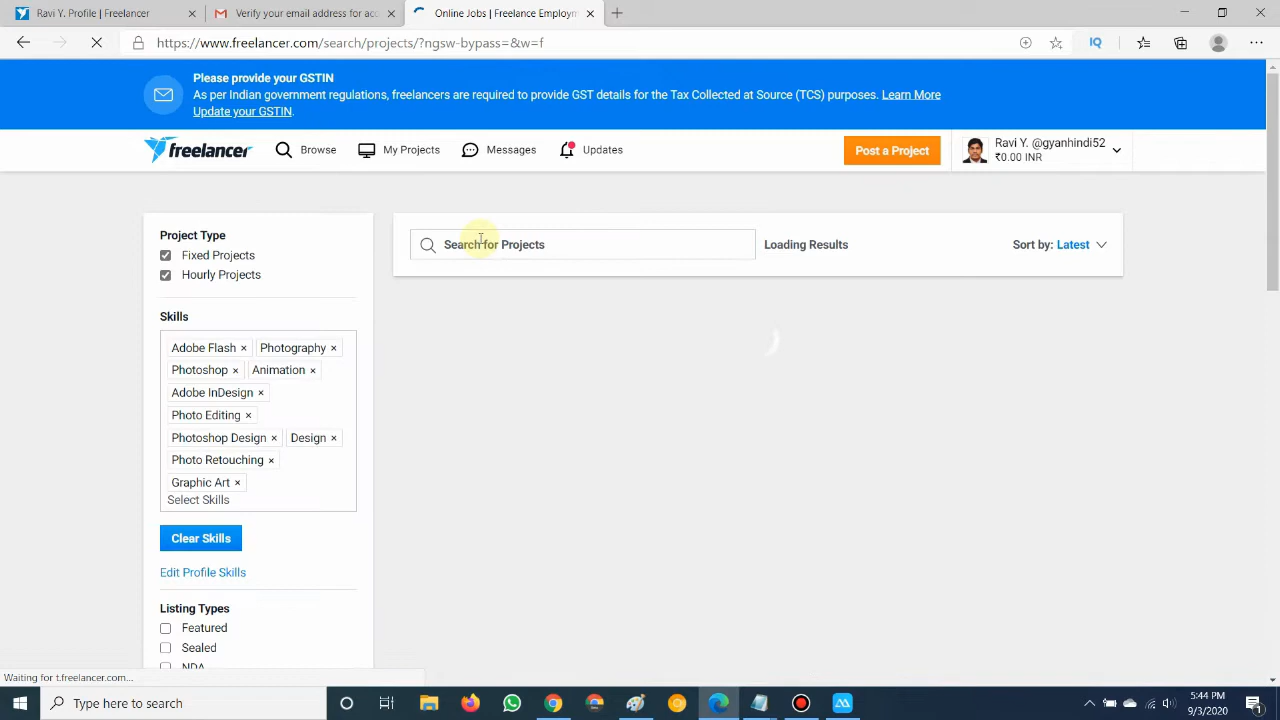 Ravi Y. Profile | Freelancer
Verify your email address for acc
Online Jobs | Freelance Employm
https://www.freelancer.com/search/projects/?ngsw-bypass=&w=f
IQ
Please provide your GSTIN
As per Indian government regulations, freelancers are required to provide GST details for the Tax Collected at Source (TCS) purposes. Learn More
Update your GSTIN.
freelancer
Browse
My Projects
Messages
Updates
Post a Project
Ravi Y. @gyanhindi52
₹0.00 INR
Project Type
Fixed Projects
Hourly Projects
Search for Projects
Loading Results
Sort by: Latest
Skills
Adobe Flash × Photography ×
Photoshop × Animation ×
Adobe InDesign ×
Photo Editing ×
Photoshop Design × Design ×
Photo Retouching ×
Graphic Art ×
Select Skills
Clear Skills
Edit Profile Skills
Listing Types
Featured
Sealed
NDA
Waiting for t.freelancer.com...
Type here to search
5:44 PM
9/3/2020